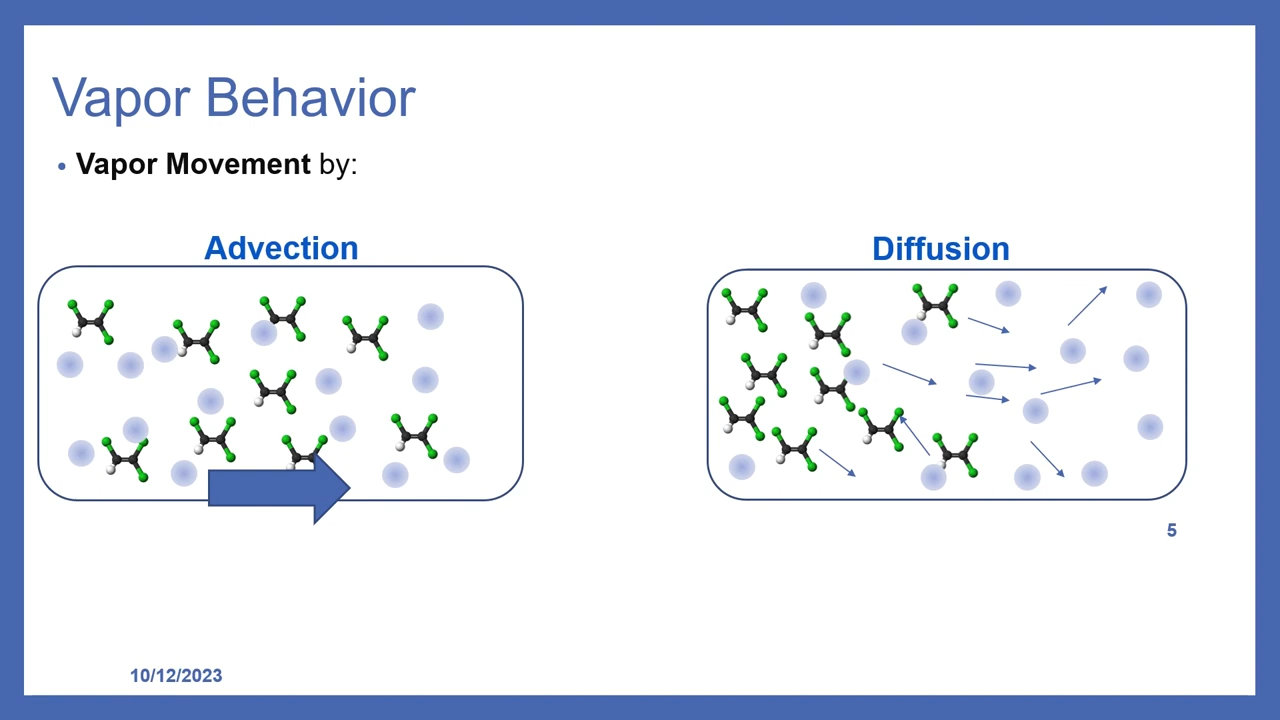 Vapor Behavior
• Vapor Movement by:
Advection
Diffusion
5
10/12/2023